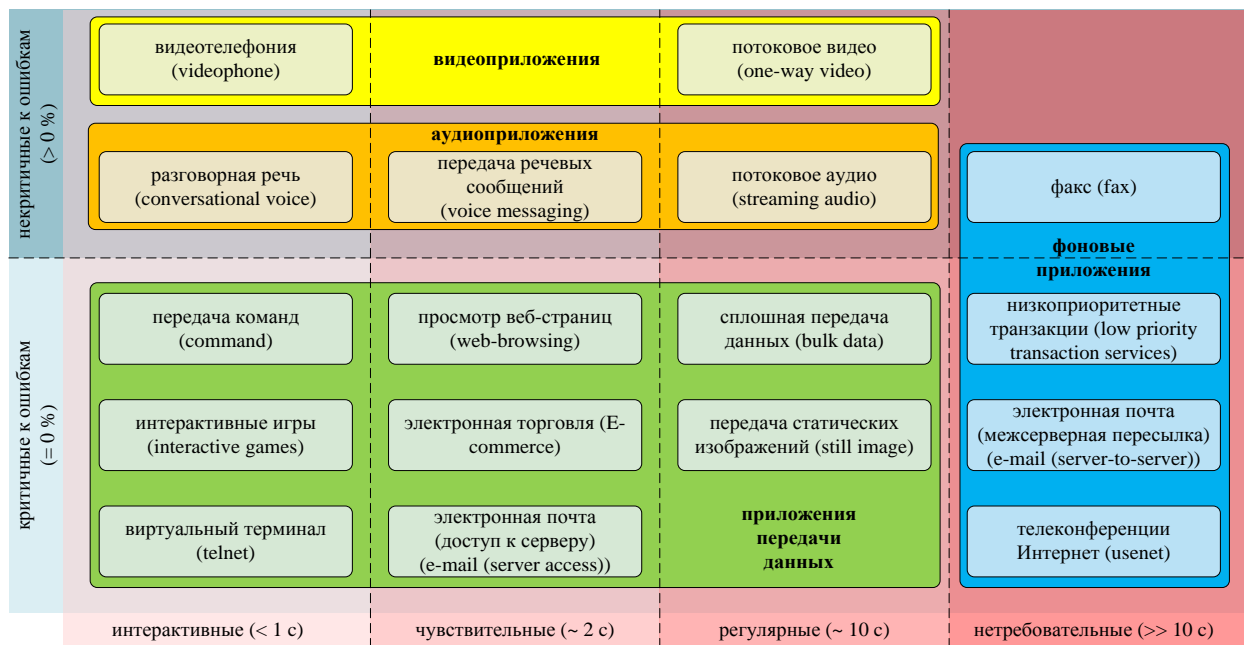 некритичные к ошибкам
(> 0 %)
видеотелефония
(videophone)
видеоприложения
потоковое видео
(one-way video)
аудиоприложения
разговорная речь
(conversational voice)
передача речевых
сообщений
(voice messaging)
потоковое аудио
(streaming audio)
факс (fax)
фоновые
приложения
критичные к ошибкам
(= 0 %)
передача команд
(command)
просмотр веб-страниц
(web-browsing)
сплошная передача
данных (bulk data)
низкоприоритетные
транзакции (low priority
transaction services)
интерактивные игры
(interactive games)
электронная торговля (E-
commerce)
передача статических
изображений (still image)
электронная почта
(межсерверная пересылка)
(e-mail (server-to-server))
виртуальный терминал
(telnet)
электронная почта
(доступ к серверу)
(e-mail (server access))
приложения
передачи
данных
телеконференции
Интернет (usenet)
интерактивные (< 1 с)
чувствительные (~ 2 с)
регулярные (~ 10 с)
нетребовательные (>> 10 с)